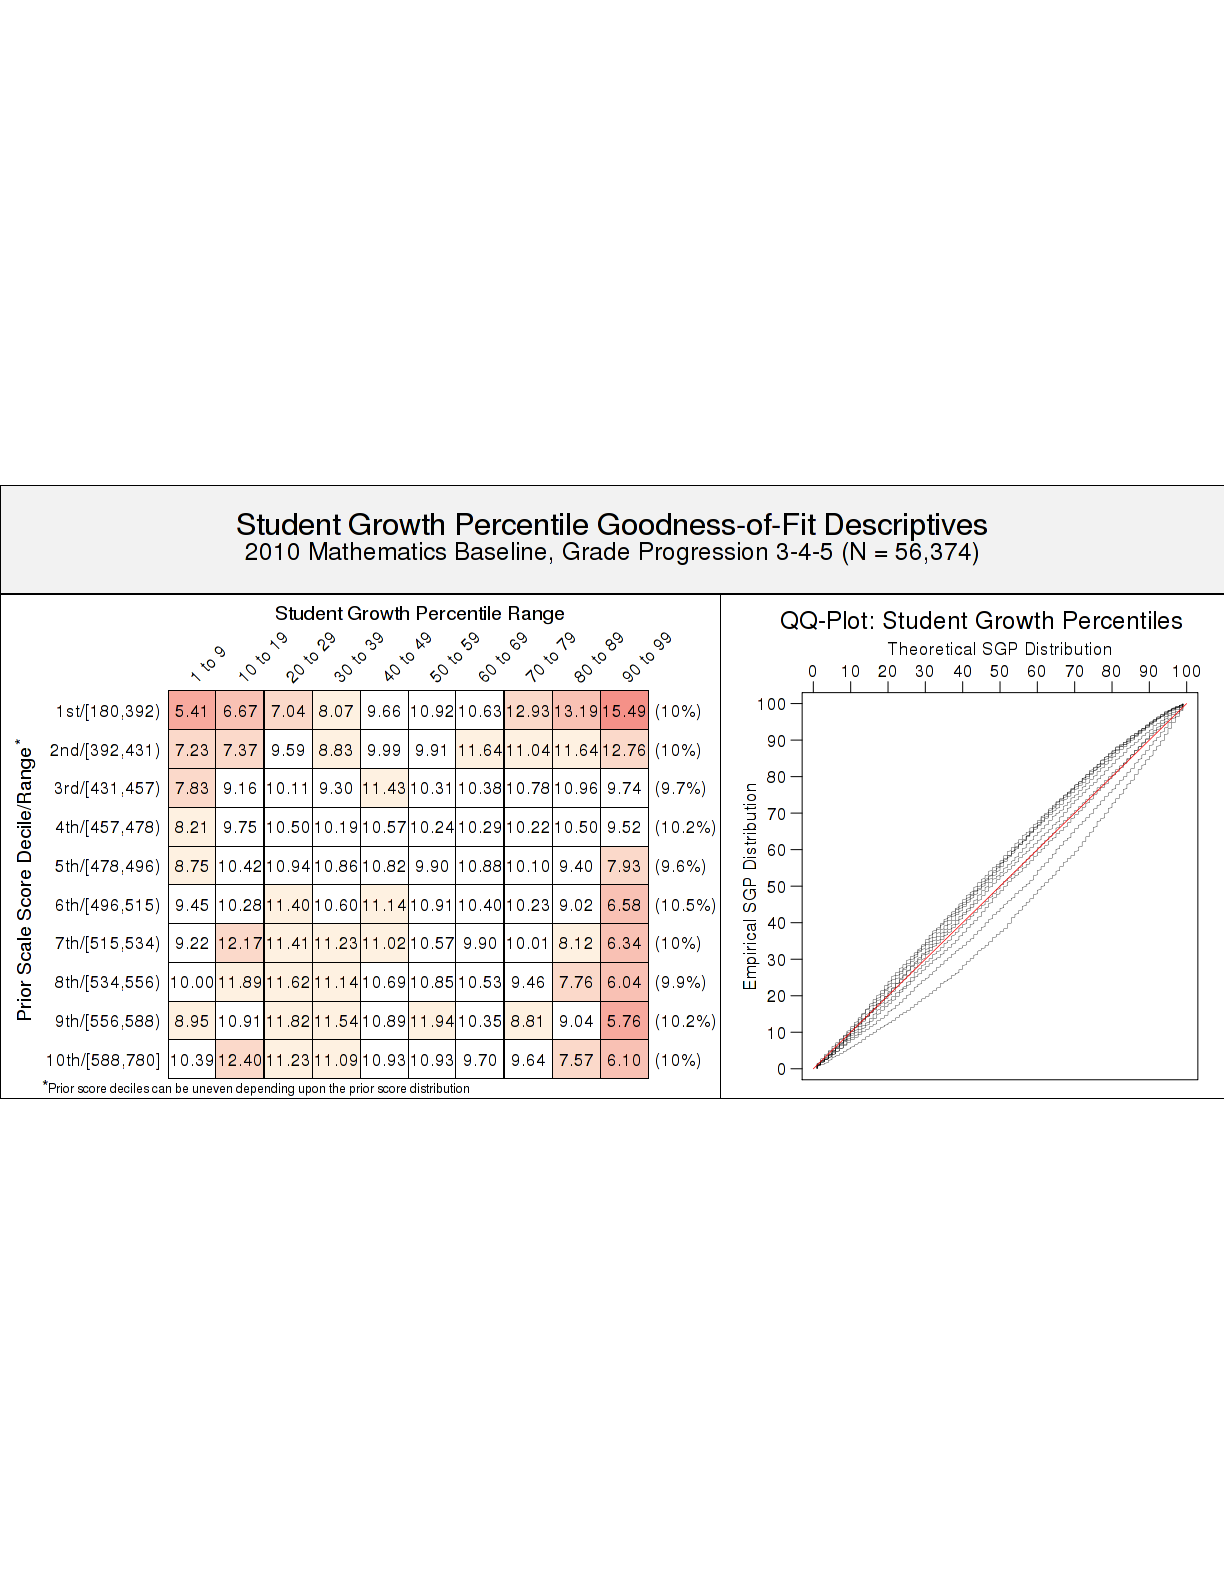 Student Growth Percentile Goodness-of-Fit Descriptives
2010 Mathematics Baseline, Grade Progression 3-4-5 (N = 56,374)
Student Growth Percentile Range
1 to 9 10 to 19 20 to 29 30 to 39 40 to 49 50 to 59 60 to 69 70 to 79 80 to 89 90 to 99
Prior Scale Score Decile/Range*
1st/[180,392) 5.41 6.67 7.04 8.07 9.66 10.92 10.63 12.93 13.19 15.49 (10%)
2nd/[392,431) 7.23 7.37 9.59 8.83 9.99 9.91 11.64 11.04 11.64 12.76 (10%)
3rd/[431,457) 7.83 9.16 10.11 9.30 11.43 10.31 10.38 10.78 10.96 9.74 (9.7%)
4th/[457,478) 8.21 9.75 10.50 10.19 10.57 10.24 10.29 10.22 10.50 9.52 (10.2%)
5th/[478,496) 8.75 10.42 10.94 10.86 10.82 9.90 10.88 10.10 9.40 7.93 (9.6%)
6th/[496,515) 9.45 10.28 11.40 10.60 11.14 10.91 10.40 10.23 9.02 6.58 (10.5%)
7th/[515,534) 9.22 12.17 11.41 11.23 11.02 10.57 9.90 10.01 8.12 6.34 (10%)
8th/[534,556) 10.00 11.89 11.62 11.14 10.69 10.85 10.53 9.46 7.76 6.04 (9.9%)
9th/[556,588) 8.95 10.91 11.82 11.54 10.89 11.94 10.35 8.81 9.04 5.76 (10.2%)
10th/[588,780] 10.39 12.40 11.23 11.09 10.93 10.93 9.70 9.64 7.57 6.10 (10%)
*Prior score deciles can be uneven depending upon the prior score distribution
QQ-Plot: Student Growth Percentiles
Theoretical SGP Distribution
0 10 20 30 40 50 60 70 80 90 100
Empirical SGP Distribution
100
90
80
70
60
50
40
30
20
10
0